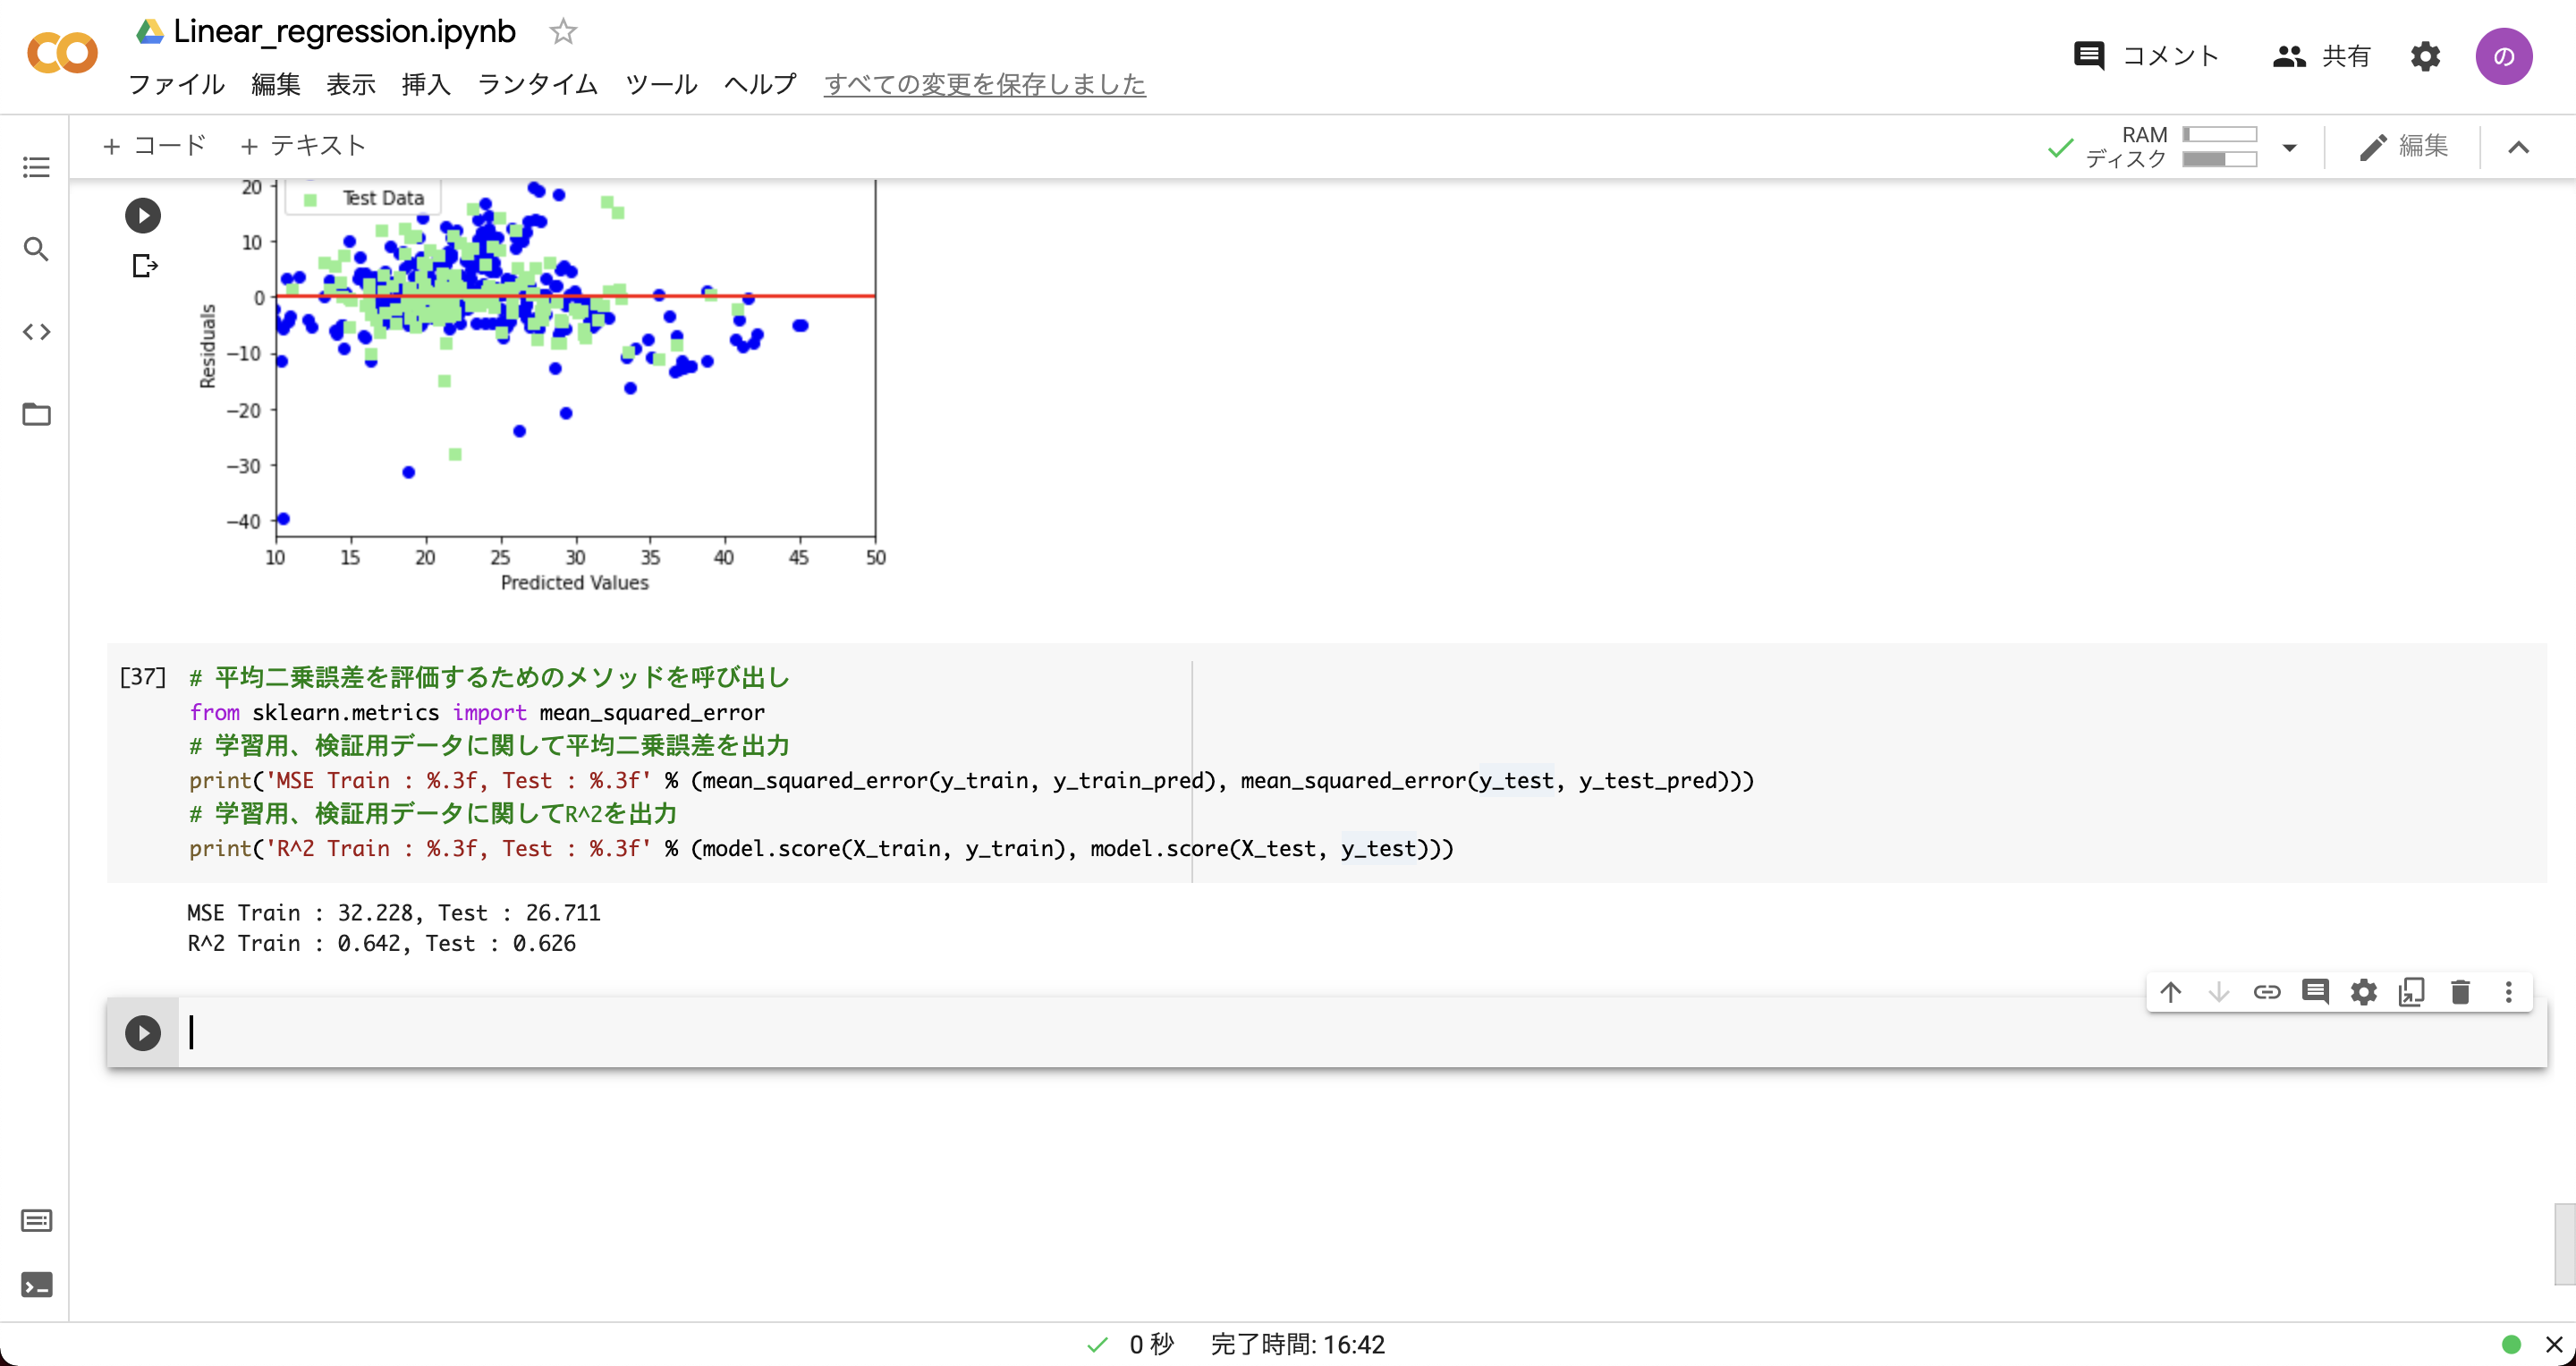 Linear_regression.ipynb
ファイル 編集 表示 挿入 ランタイム ツール ヘルプ すべての変更を保存しました
コメント 共有 の
+ コード + テキスト
RAM
ディスク
編集
Test Data
20
10
0
−10
−20
−30
−40
Residuals
10 15 20 25 30 35 40 45 50
Predicted Values
[37] # 平均二乗誤差を評価するためのメソッドを呼び出し
from sklearn.metrics import mean_squared_error
# 学習用、検証用データに関して平均二乗誤差を出力
print('MSE Train : %.3f, Test : %.3f' % (mean_squared_error(y_train, y_train_pred), mean_squared_error(y_test, y_test_pred)))
# 学習用、検証用データに関してR^2を出力
print('R^2 Train : %.3f, Test : %.3f' % (model.score(X_train, y_train), model.score(X_test, y_test)))
MSE Train : 32.228, Test : 26.711
R^2 Train : 0.642, Test : 0.626
0 秒 完了時間: 16:42